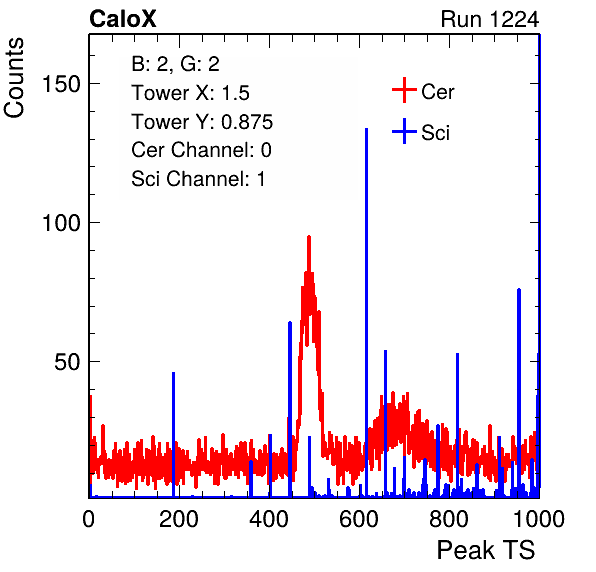 CaloX Run 1224
Counts
B: 2, G: 2
Tower X: 1.5
Tower Y: 0.875
Cer Channel: 0
Sci Channel: 1
Cer
Sci
150
100
50
0 200 400 600 800 1000
Peak TS